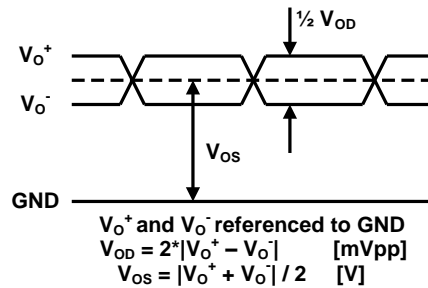 ½ V_OD
V_O^+
V_O^-
V_OS
GND
V_O^+ and V_O^- referenced to GND
V_OD = 2*|V_O^+ – V_O^-| [mVpp]
V_OS = |V_O^+ + V_O^-| / 2 [V]